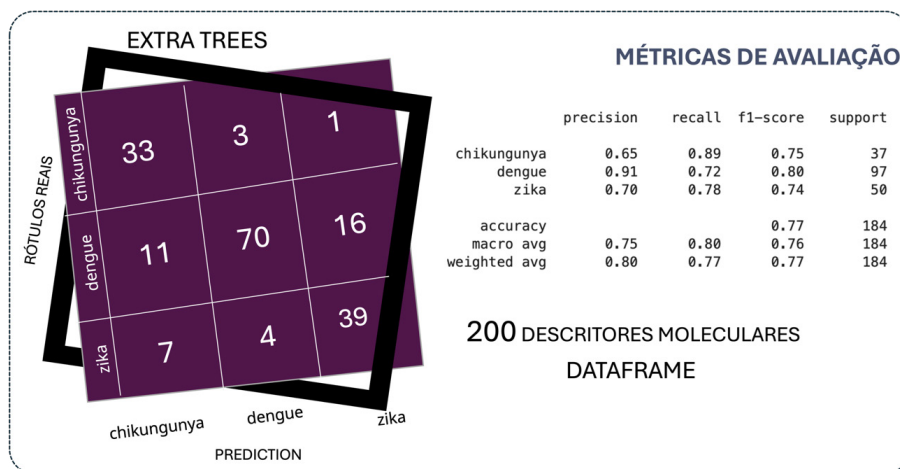 EXTRA TREES
RÓTULOS REAIS
chikungunya
33 3 1
dengue
11 70 16
zika
7 4 39
chikungunya dengue zika
PREDICTION
MÉTRICAS DE AVALIAÇÃO
precision recall f1-score support
chikungunya 0.65 0.89 0.75 37
dengue 0.91 0.72 0.80 97
zika 0.70 0.78 0.74 50
accuracy 0.77 184
macro avg 0.75 0.80 0.76 184
weighted avg 0.80 0.77 0.77 184
200 DESCRITORES MOLECULARES
DATAFRAME